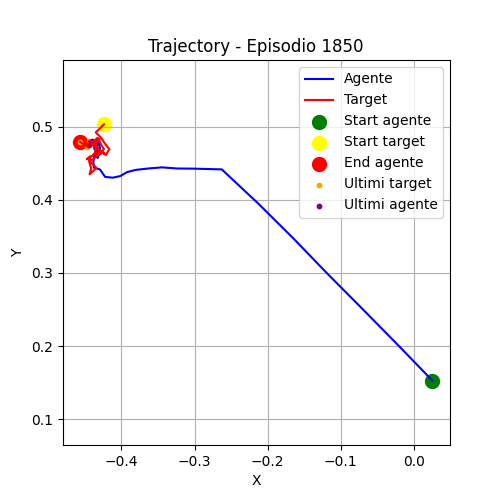 Trajectory - Episodio 1850
Agente
Target
Start agente
Start target
End agente
Ultimi target
Ultimi agente
Y
0.5
0.4
0.3
0.2
0.1
−0.4
−0.3
−0.2
−0.1
0.0
X